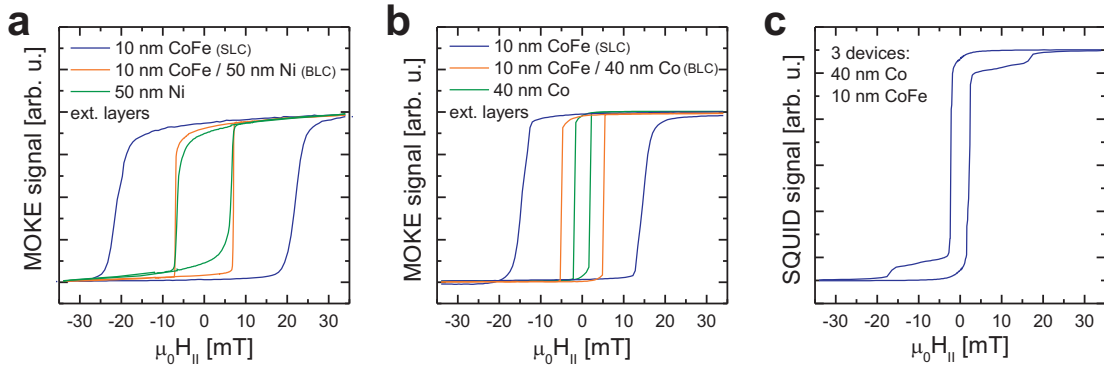 a
10 nm CoFe (SLC)
10 nm CoFe / 50 nm Ni (BLC)
50 nm Ni
ext. layers
MOKE signal [arb. u.]
-30 -20 -10 0 10 20 30
μ₀H_II [mT]
b
10 nm CoFe (SLC)
10 nm CoFe / 40 nm Co (BLC)
40 nm Co
ext. layers
MOKE signal [arb. u.]
-30 -20 -10 0 10 20 30
μ₀H_II [mT]
c
3 devices:
40 nm Co
10 nm CoFe
SQUID signal [arb. u.]
-30 -20 -10 0 10 20 30
μ₀H_II [mT]